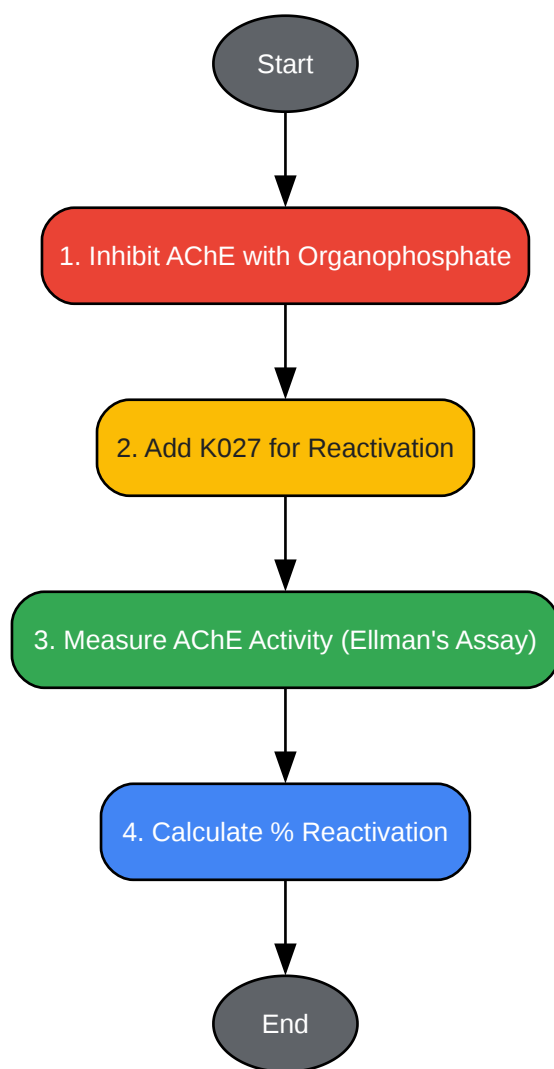 Start
1. Inhibit AChE with Organophosphate
2. Add K027 for Reactivation
3. Measure AChE Activity (Ellman's Assay)
4. Calculate % Reactivation
End